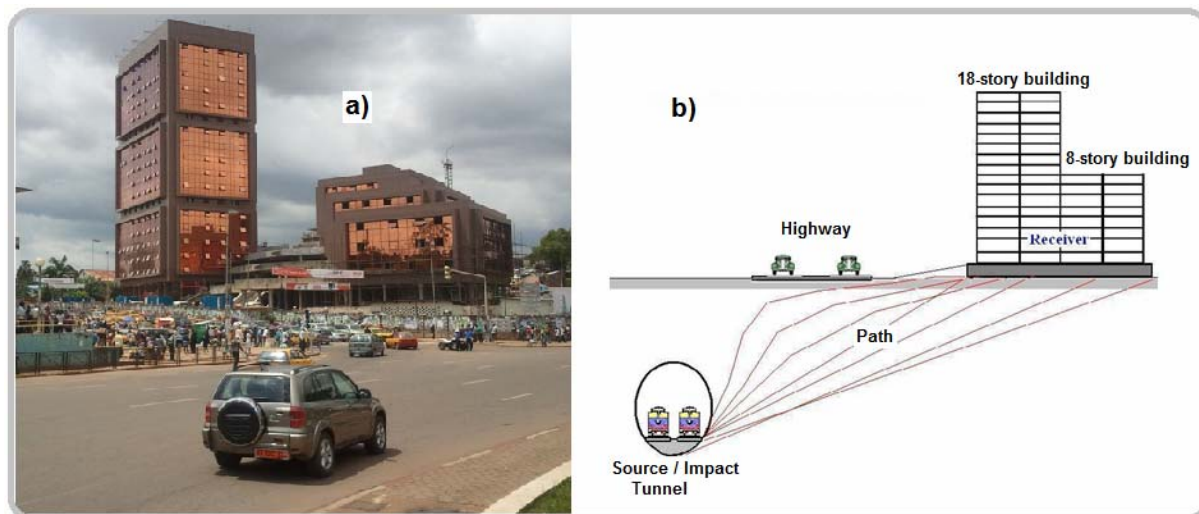 a)
b)
18-story building
8-story building
Highway
Receiver
Path
Source / Impact
Tunnel